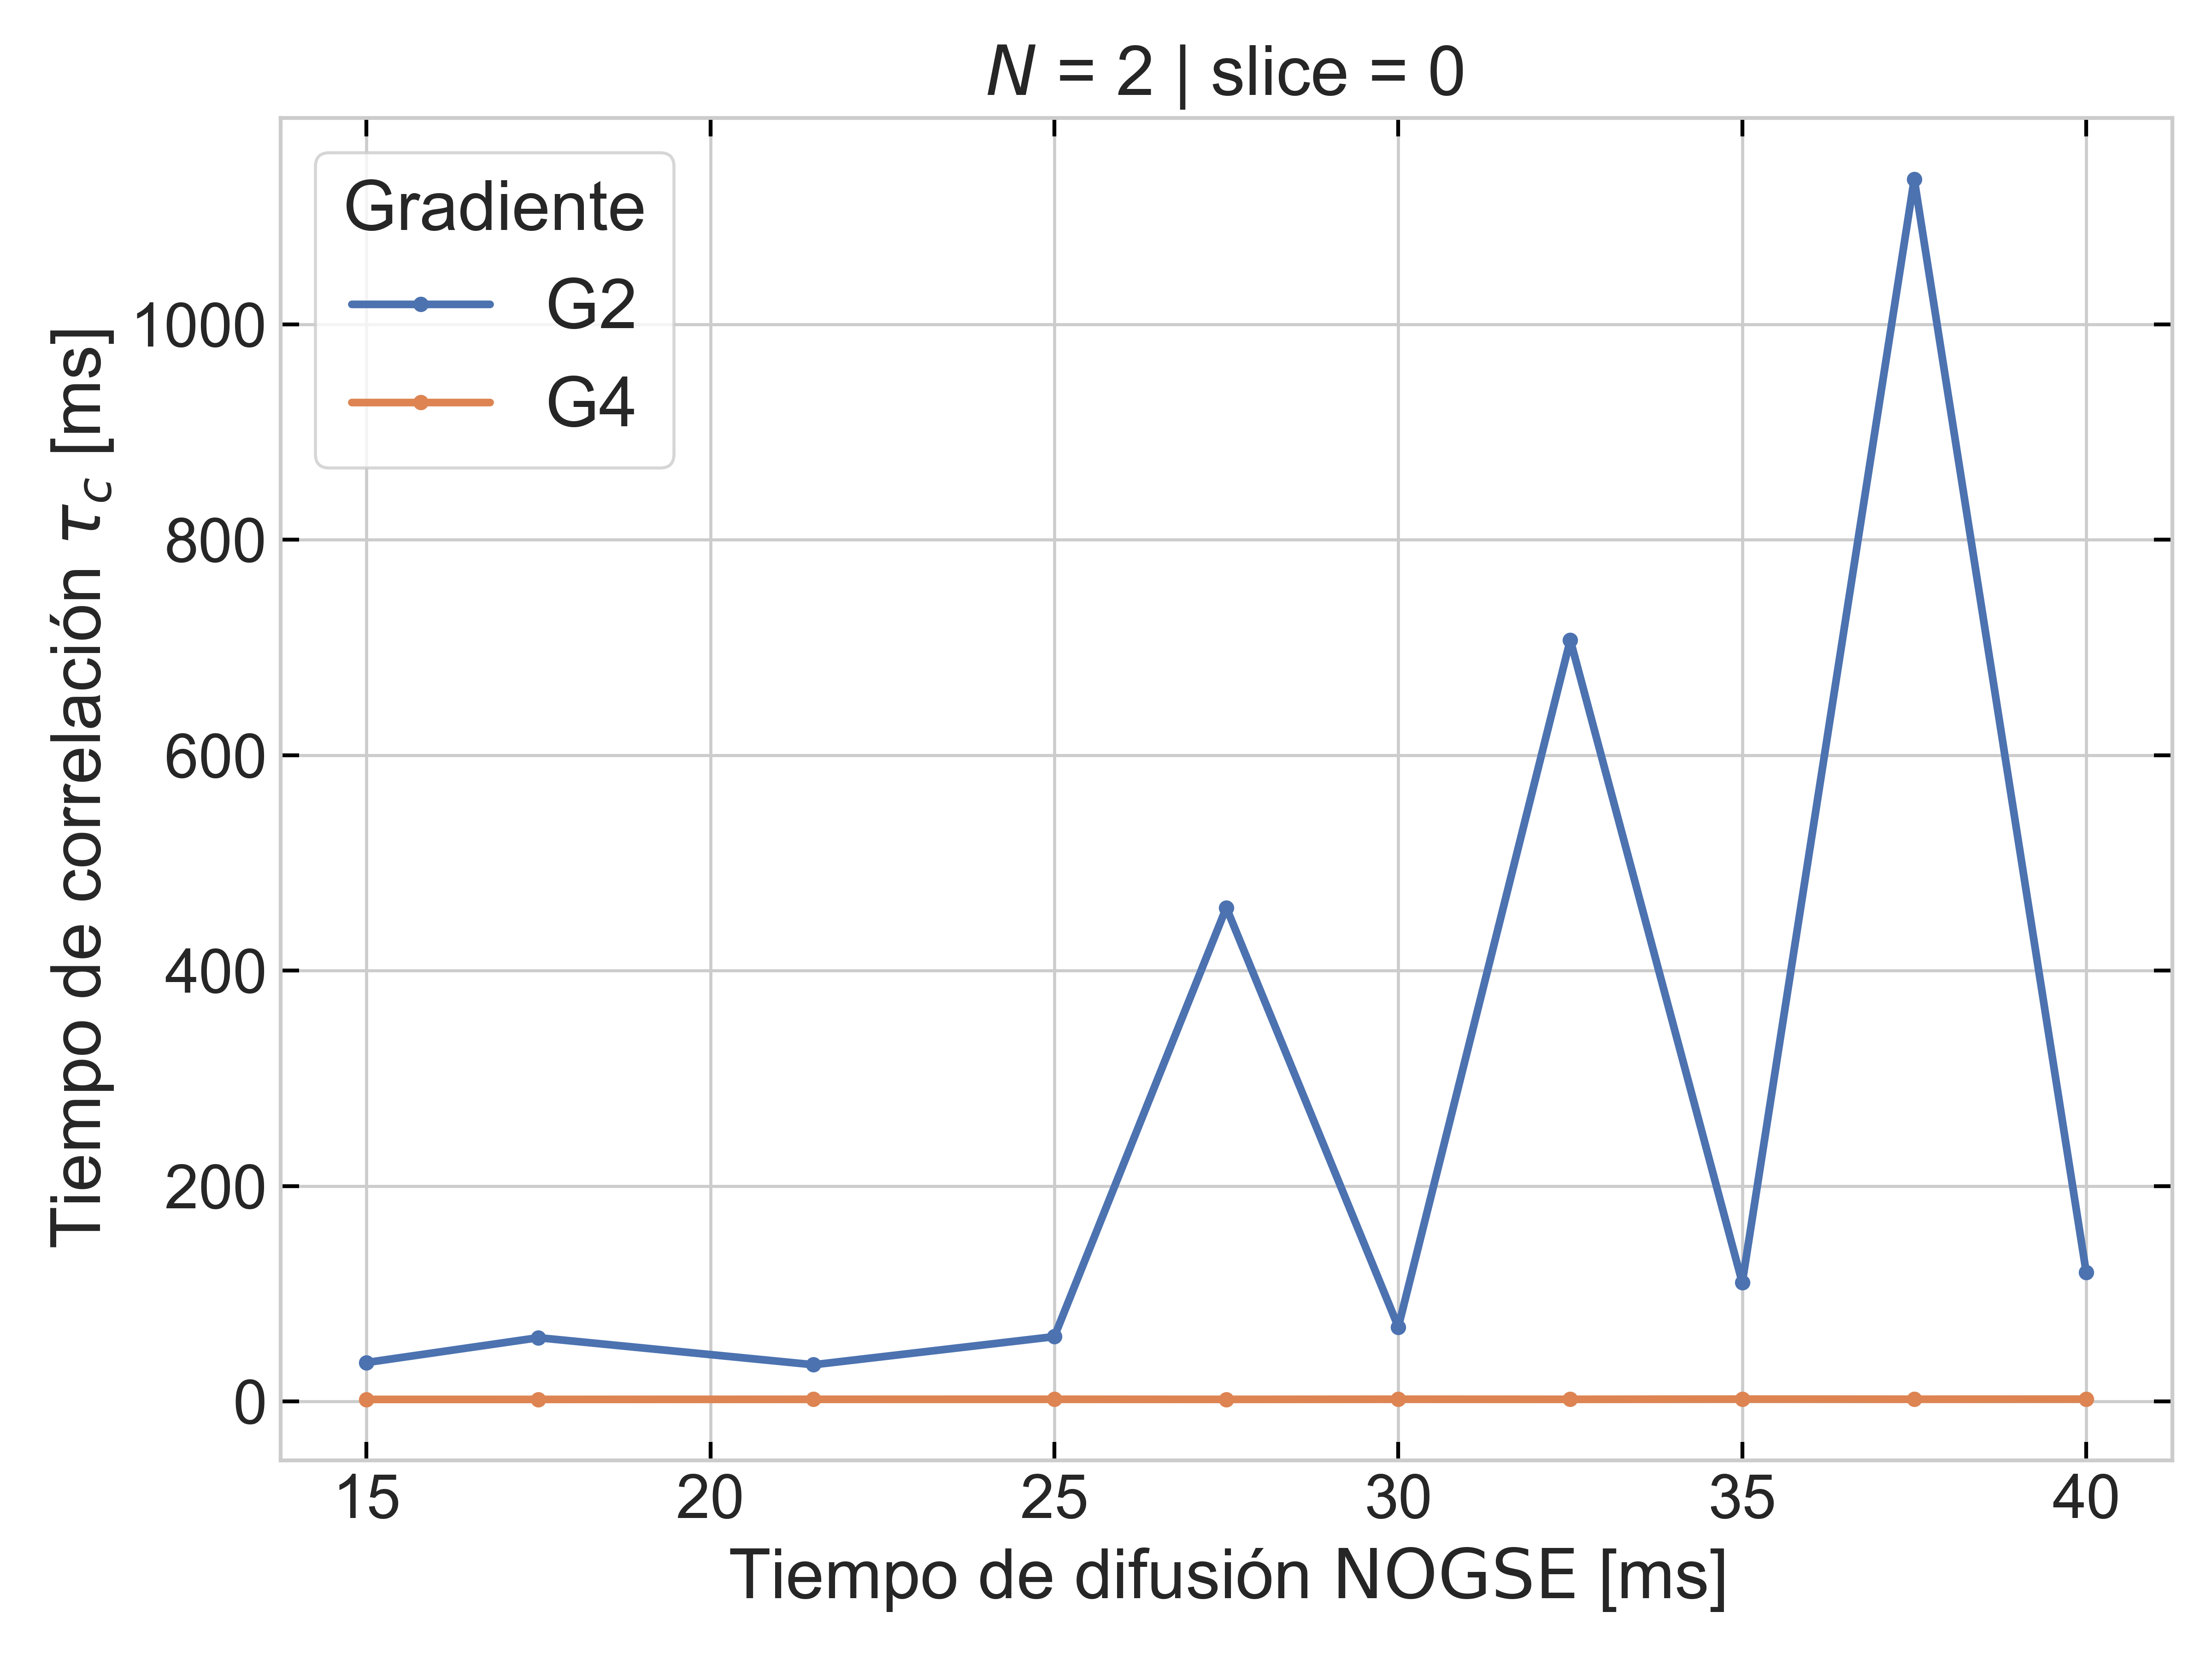 N = 2 | slice = 0
Gradiente
G2
G4
Tiempo de correlación τc [ms]
1000
800
600
400
200
0
15 20 25 30 35 40
Tiempo de difusión NOGSE [ms]